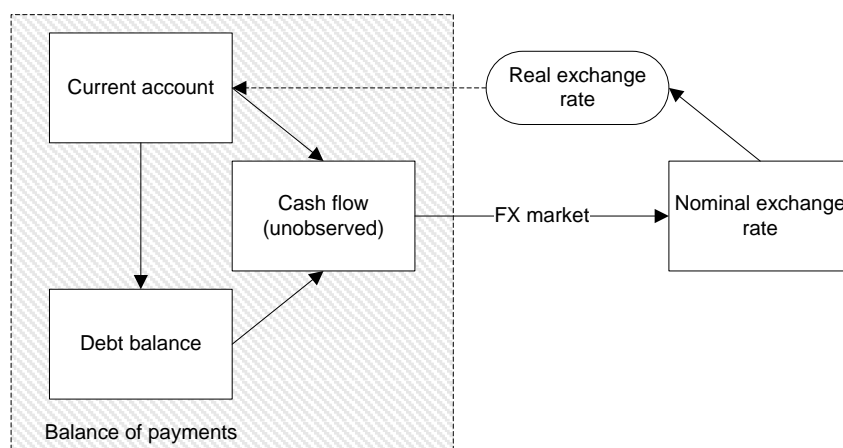 Current account
Real exchange
rate
Cash flow
(unobserved)
FX market
Nominal exchange
rate
Debt balance
Balance of payments